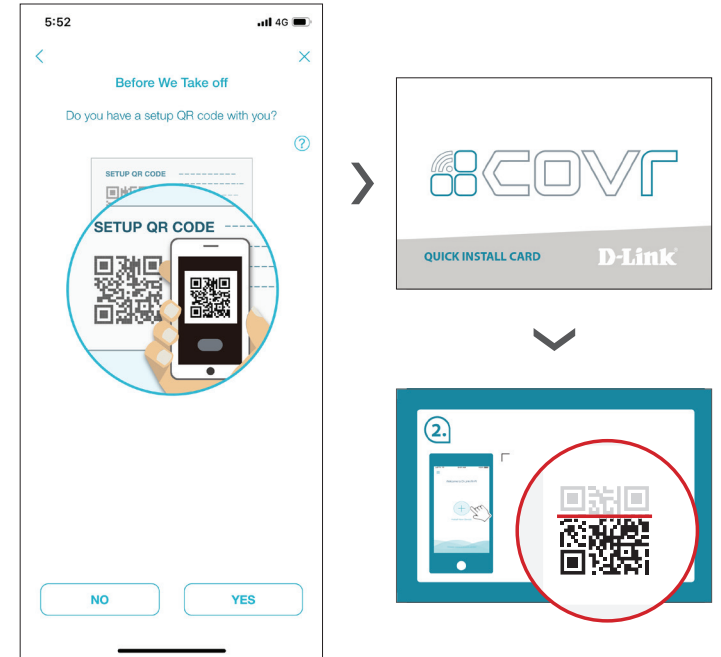 5:52
4G
Before We Take off
Do you have a setup QR code with you?
?
SETUP QR CODE
SETUP QR CODE
NO
YES
covr
QUICK INSTALL CARD
D-Link
2.